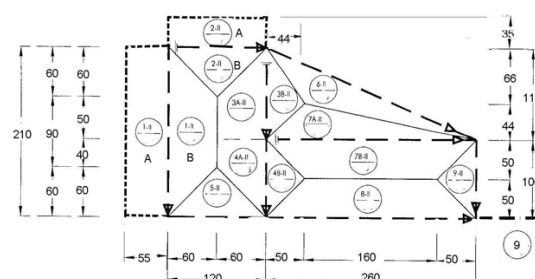 2-II A
44
35
60 60
2-II B
6-II
66
3A-II
3B-II
50
7A-II
11
210
90
1-II 1-II
44
40
A B
4A-II
4B-II
7B-II
50
9-II
10
60 60
5-II
8-II
50
9
55 60 60 50 160 50
120 260